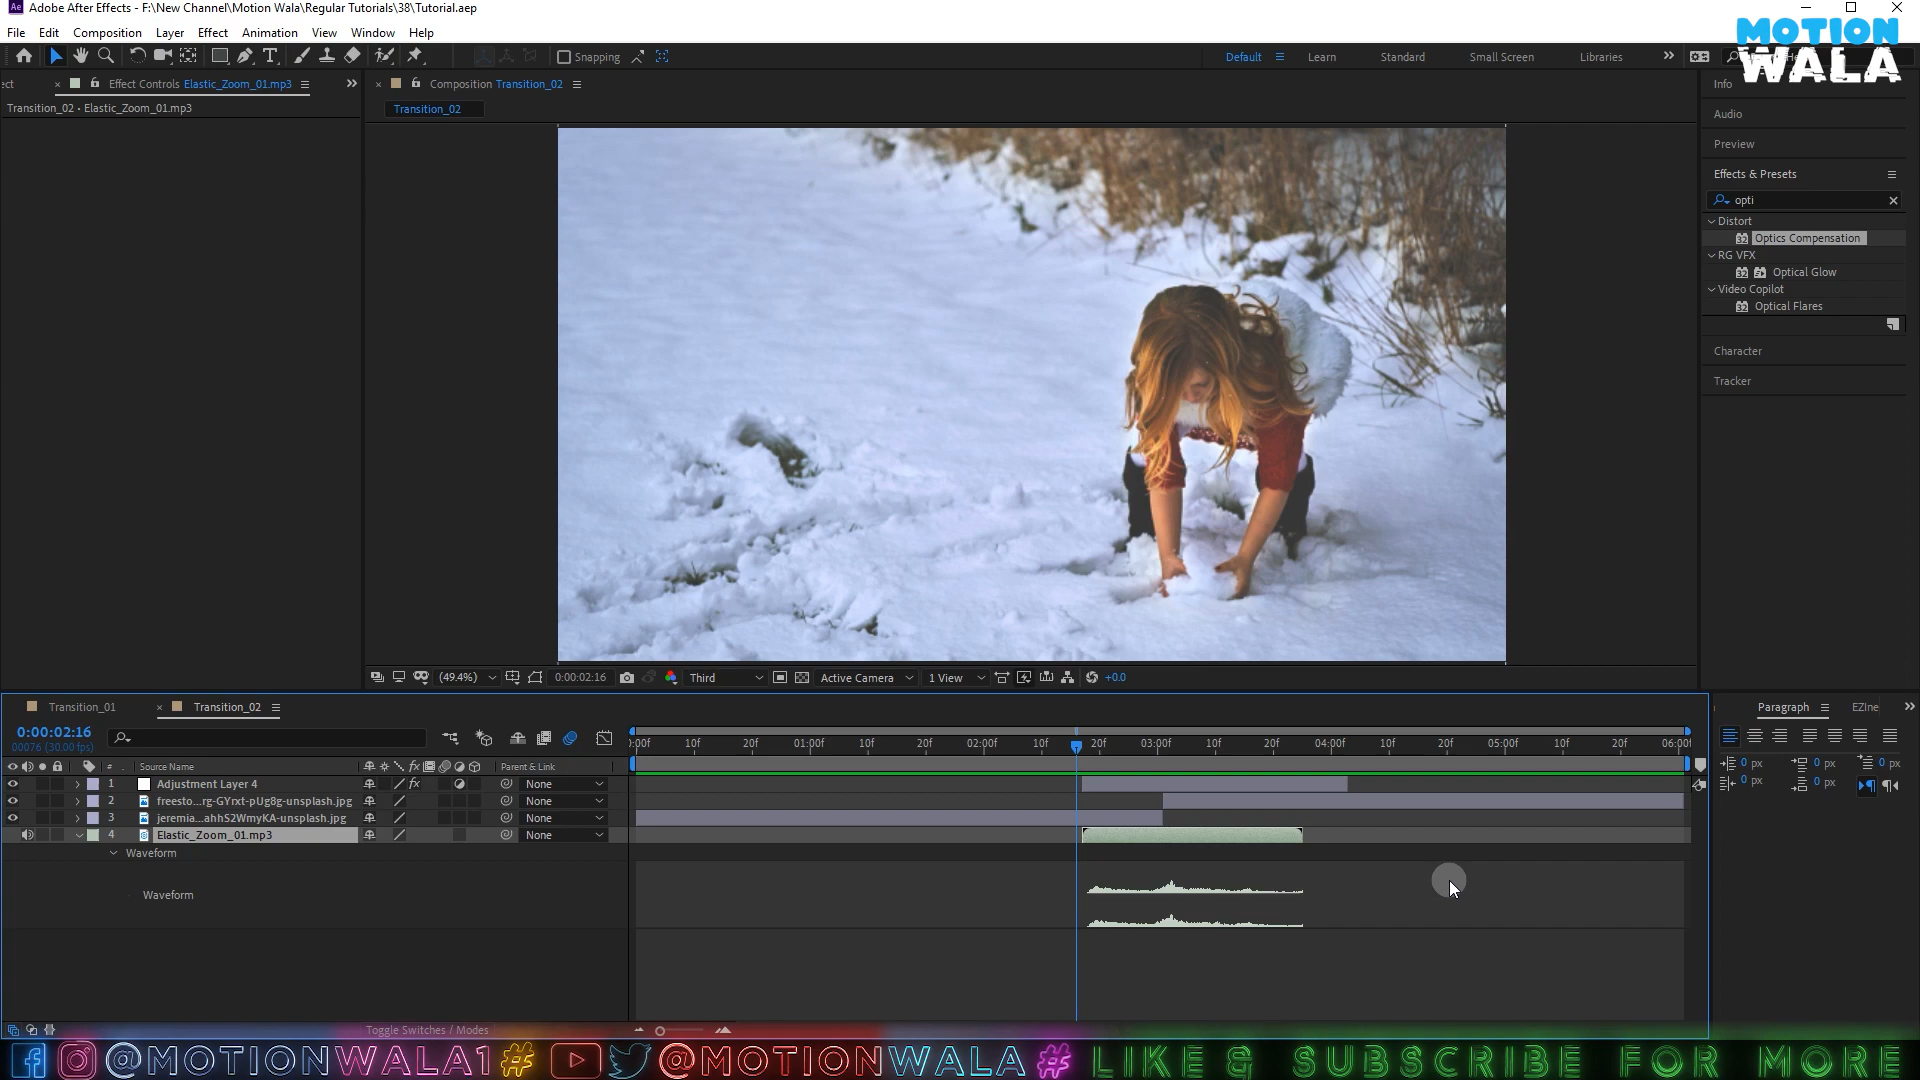 Adobe After Effects - F:\New Channel\Motion Wala\Regular Tutorials\38\Tutorial.aep
File Edit Composition Layer Effect Animation View Window Help
MOTION
WALA
Snapping
Default Learn Standard Small Screen Libraries
Effect Controls Elastic_Zoom_01.mp3
Composition Transition_02
Transition_02 • Elastic_Zoom_01.mp3
Transition_02
Info
Audio
Preview
Effects & Presets
opti
Distort
Optics Compensation
RG VFX
Optical Glow
Video Copilot
Optical Flares
Character
Tracker
(49.4%) 0:00:02:16 Third Active Camera 1 View +0.0
Transition_01 Transition_02
Paragraph
0:00:02:16
00076 (30.00 fps)
:00f 10f 20f 01:00f 10f 20f 02:00f 10f 20f 03:00f 10f 20f 04:00f 10f 20f 05:00f 10f 20f 06:00f
# Source Name Parent & Link
1 Adjustment Layer 4 None
2 freesto...rg-GYrxt-pUg8g-unsplash.jpg None
3 jeremia...ahhS2WmyKA-unsplash.jpg None
4 Elastic_Zoom_01.mp3 None
Waveform
Waveform
0 px 0 px 0 px
0 px 0 px
Toggle Switches / Modes
@MOTIONWALA1 # @MOTIONWALA # LIKE & SUBSCRIBE FOR MORE